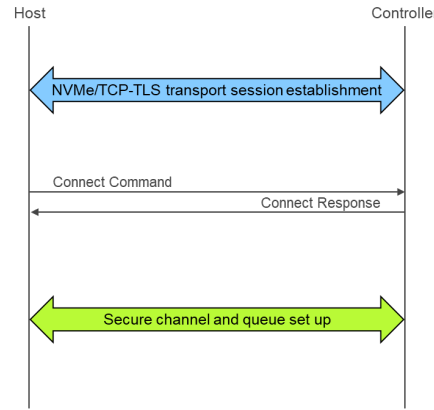 Host
Controlle
NVMe/TCP-TLS transport session establishment
Connect Command
Connect Response
Secure channel and queue set up